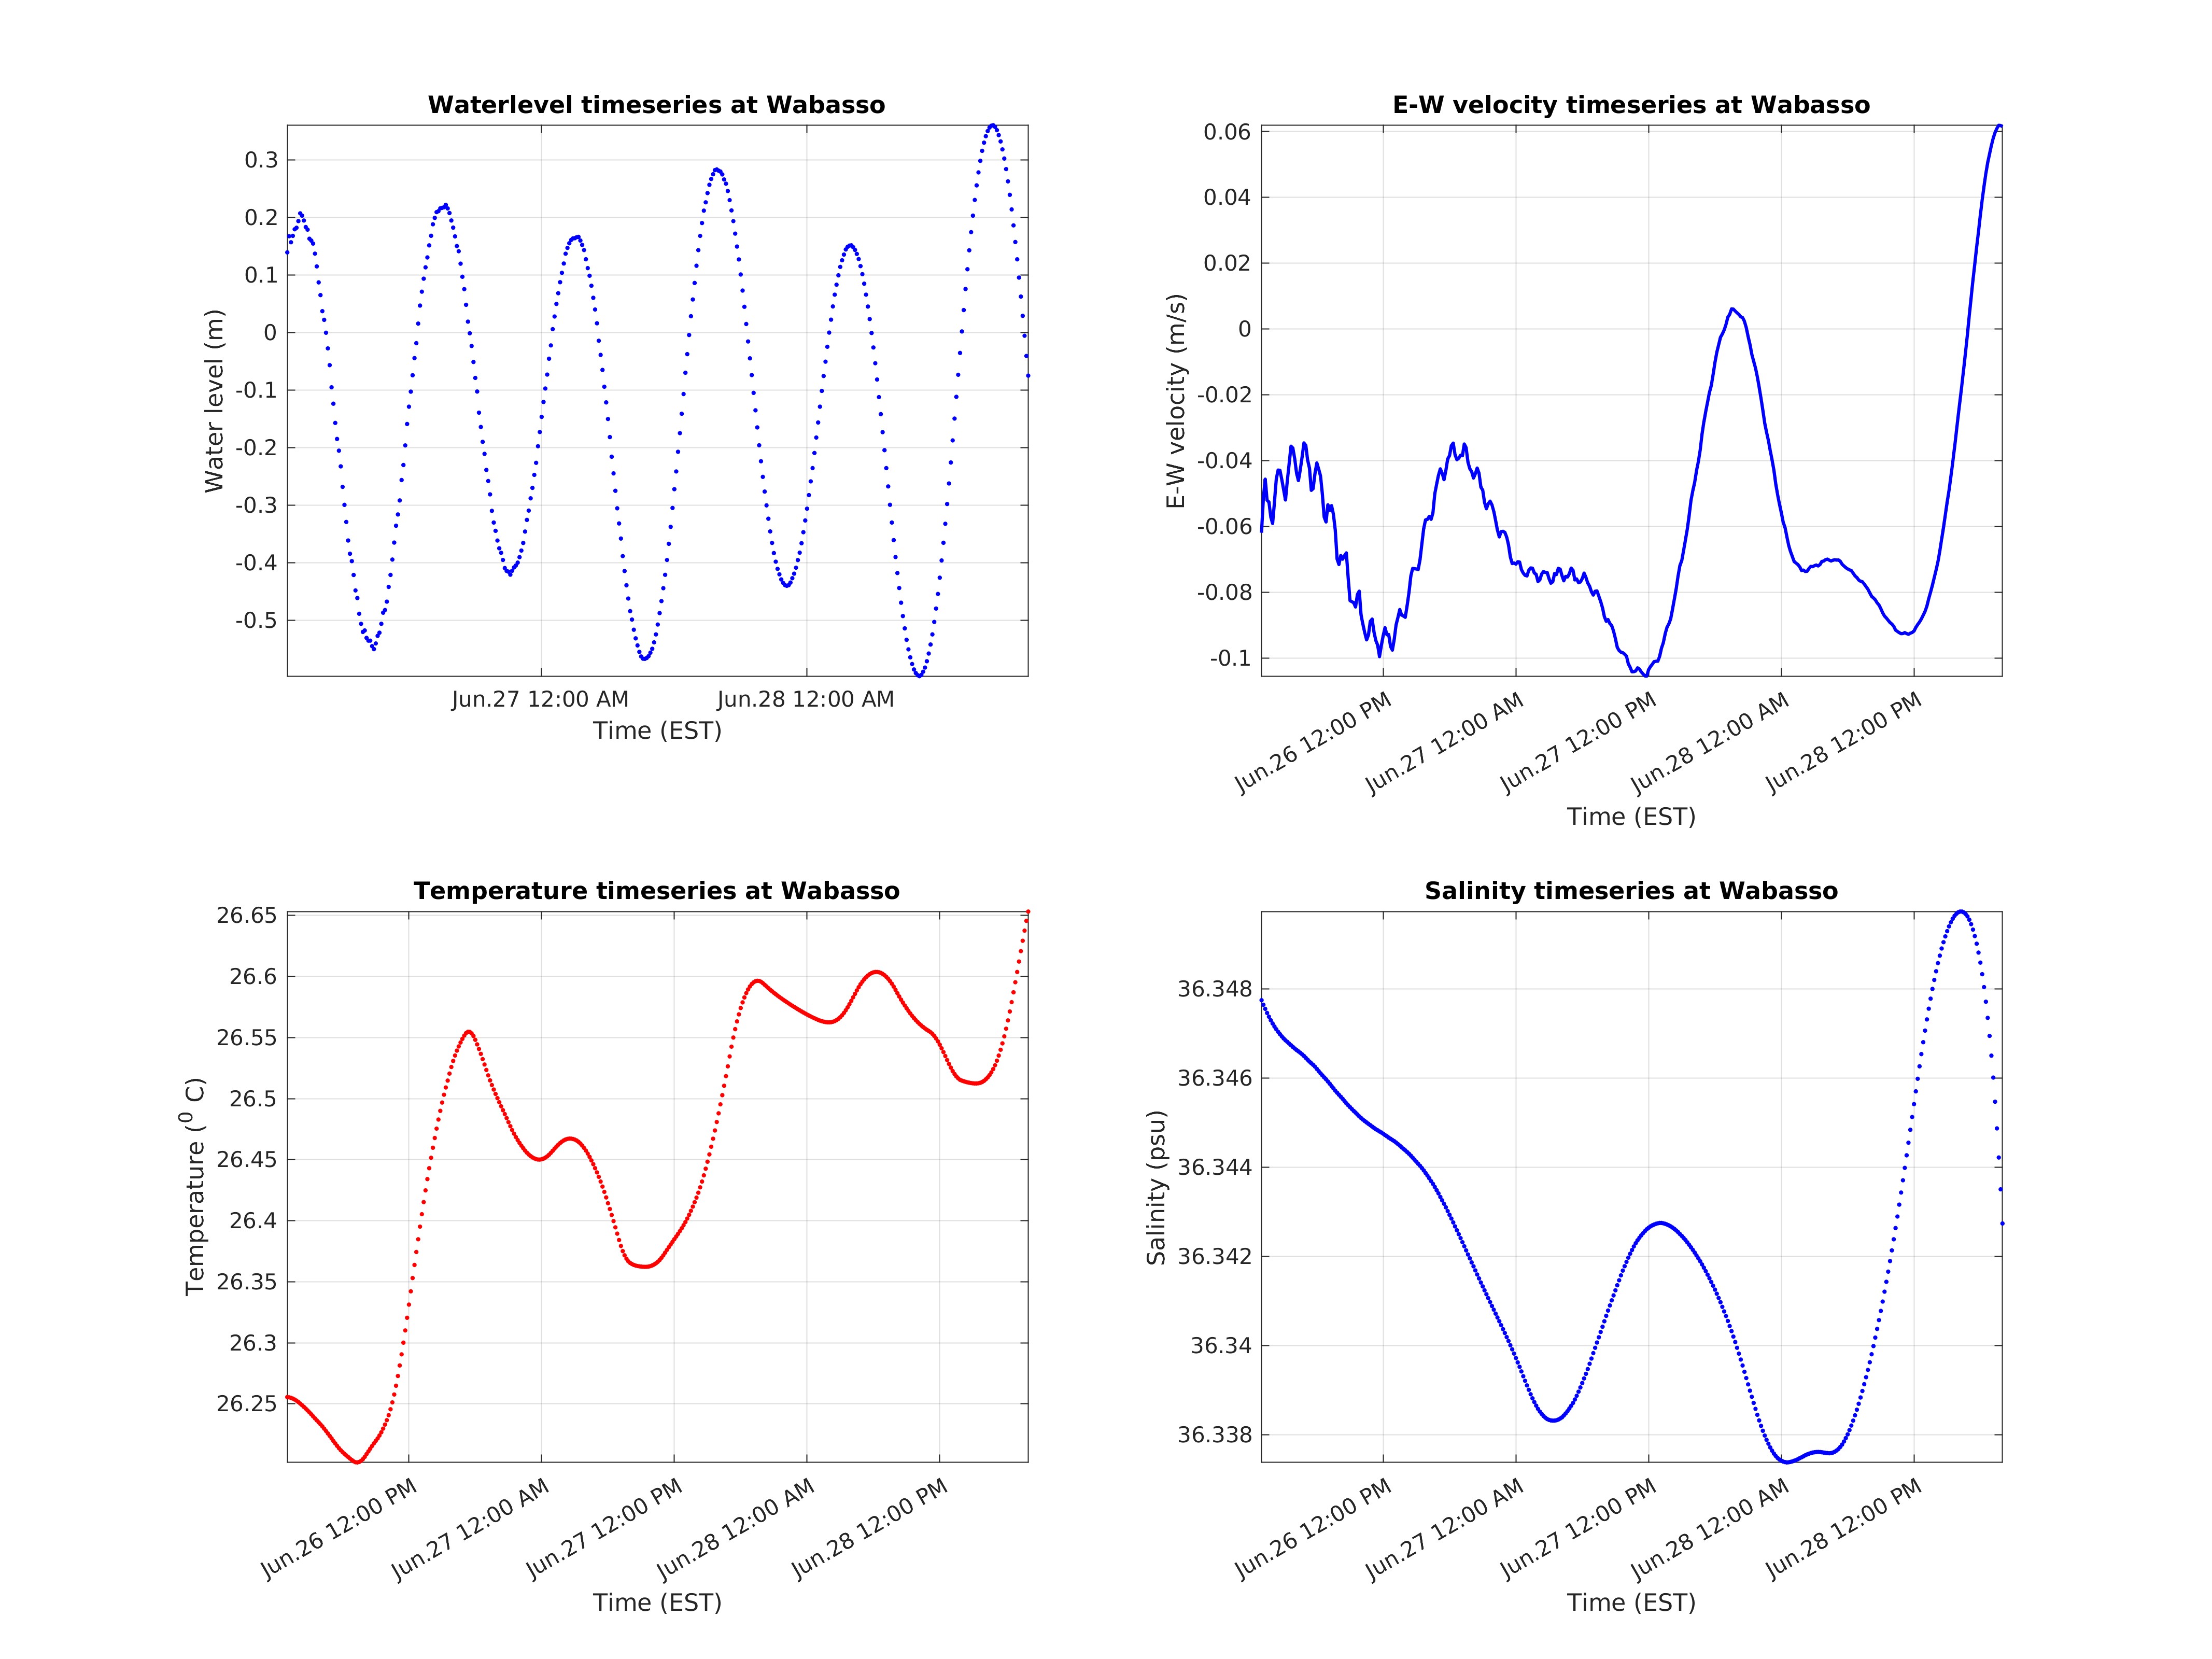 Waterlevel timeseries at Wabasso
0.3
0.2
0.1
0
-0.1
-0.2
-0.3
-0.4
-0.5
Water level (m)
Jun.27 12:00 AM
Jun.28 12:00 AM
Time (EST)
E-W velocity timeseries at Wabasso
0.06
0.04
0.02
0
-0.02
-0.04
-0.06
-0.08
-0.1
E-W velocity (m/s)
Jun.26 12:00 PM
Jun.27 12:00 AM
Jun.27 12:00 PM
Jun.28 12:00 AM
Jun.28 12:00 PM
Time (EST)
Temperature timeseries at Wabasso
26.65
26.6
26.55
26.5
26.45
26.4
26.35
26.3
26.25
Temperature (⁰ C)
Jun.26 12:00 PM
Jun.27 12:00 AM
Jun.27 12:00 PM
Jun.28 12:00 AM
Jun.28 12:00 PM
Time (EST)
Salinity timeseries at Wabasso
36.348
36.346
36.344
36.342
36.34
36.338
Salinity (psu)
Jun.26 12:00 PM
Jun.27 12:00 AM
Jun.27 12:00 PM
Jun.28 12:00 AM
Jun.28 12:00 PM
Time (EST)